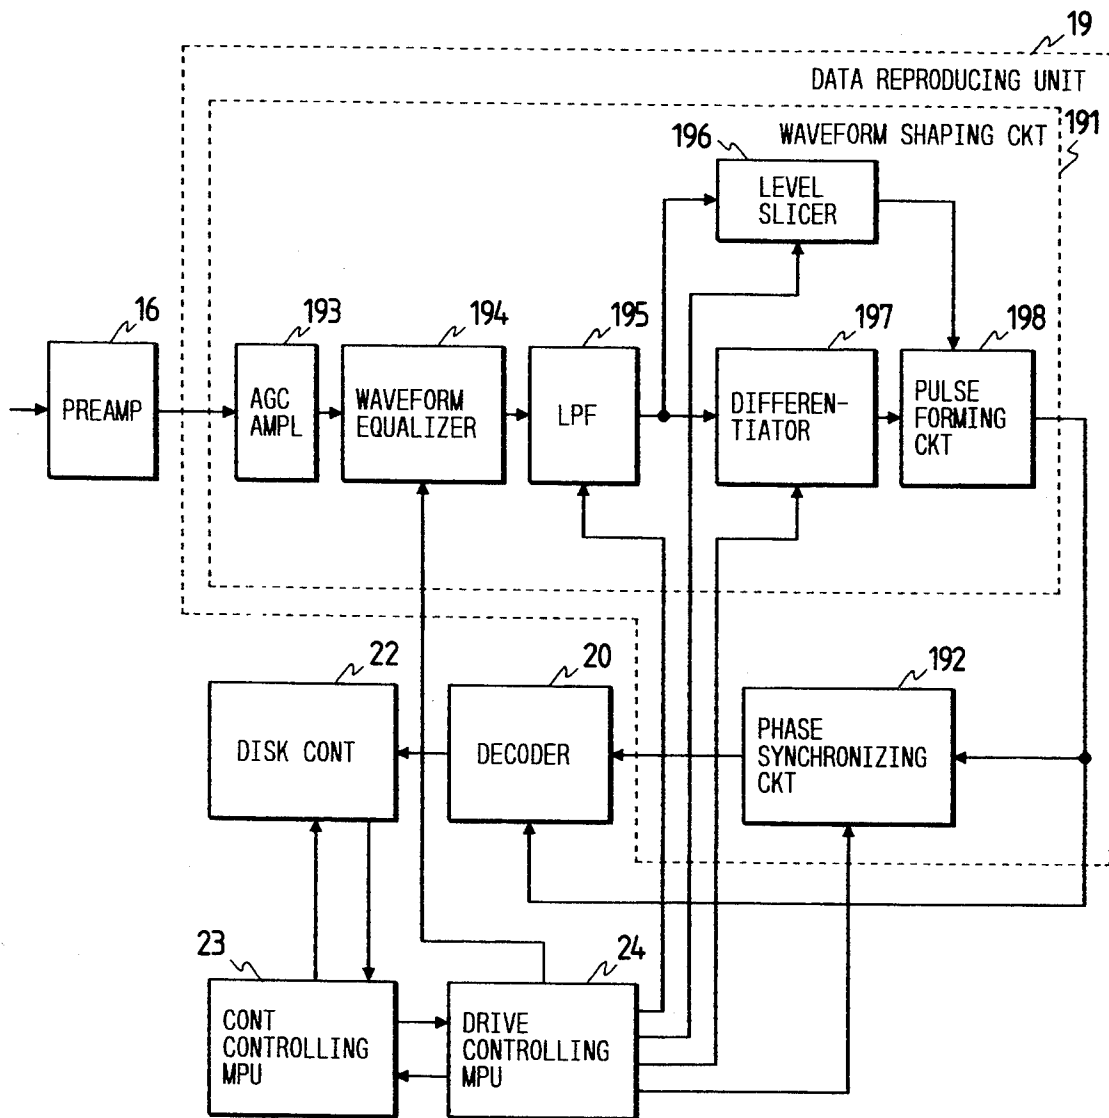 19
DATA REPRODUCING UNIT
WAVEFORM SHAPING CKT
191
196
LEVEL
SLICER
16
PREAMP
193
AGC
AMPL
194
WAVEFORM
EQUALIZER
195
LPF
197
DIFFEREN-
TIATOR
198
PULSE
FORMING
CKT
22
DISK CONT
20
DECODER
192
PHASE
SYNCHRONIZING
CKT
23
CONT
CONTROLLING
MPU
24
DRIVE
CONTROLLING
MPU